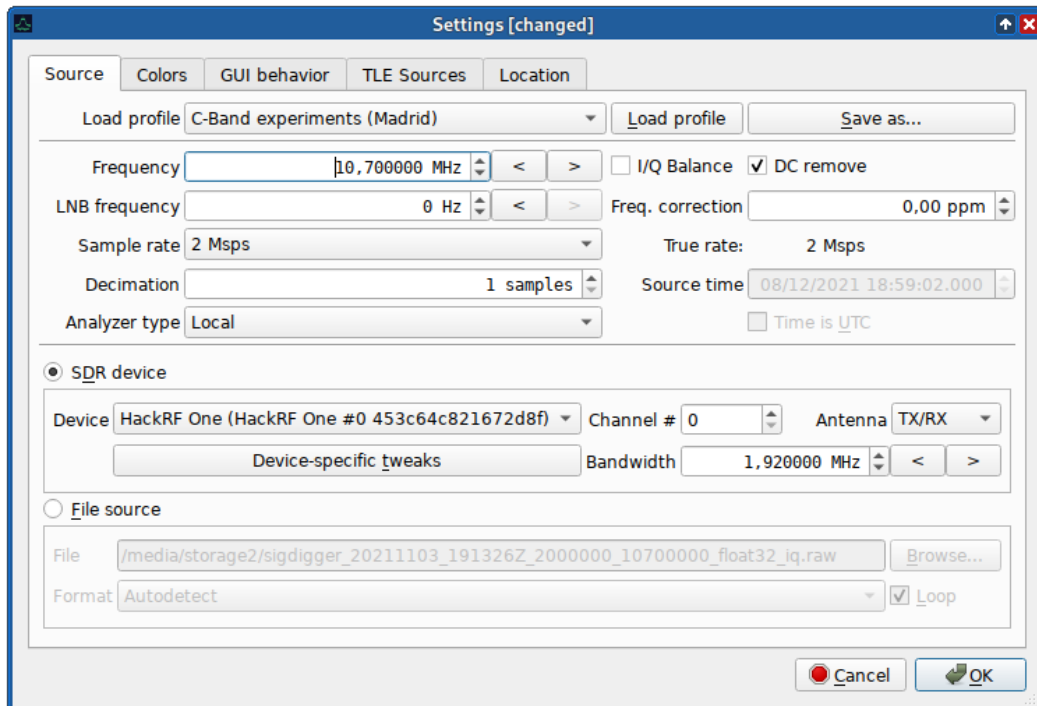 Settings [changed]
Source Colors GUI behavior TLE Sources Location
Load profile C-Band experiments (Madrid) Load profile Save as...
Frequency 10,700000 MHz < > I/Q Balance DC remove
LNB frequency 0 Hz < > Freq. correction 0,00 ppm
Sample rate 2 Msps True rate: 2 Msps
Decimation 1 samples Source time 08/12/2021 18:59:02.000
Analyzer type Local Time is UTC
SDR device
Device HackRF One (HackRF One #0 453c64c821672d8f) Channel # 0 Antenna TX/RX
Device-specific tweaks Bandwidth 1,920000 MHz < >
File source
File /media/storage2/sigdigger_20211103_191326Z_2000000_10700000_float32_iq.raw Browse...
Format Autodetect Loop
Cancel OK